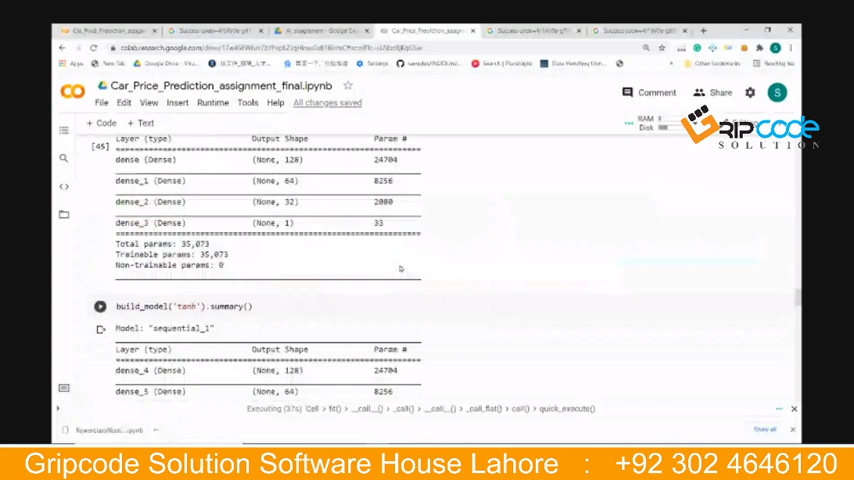 Car_Price_Prediction_assignment_final.ipynb
Comment
Share
S
File Edit View Insert Runtime Tools Help All changes saved
+ Code + Text
RAM
Disk
GRIPCODE
SOLUTION
Layer (type) Output Shape Param #
[45]
dense (Dense) (None, 128) 24704
dense_1 (Dense) (None, 64) 8256
dense_2 (Dense) (None, 32) 2080
dense_3 (Dense) (None, 1) 33
Total params: 35,073
Trainable params: 35,073
Non-trainable params: 0
build_model('tanh').summary()
Model: "sequential_1"
Layer (type) Output Shape Param #
dense_4 (Dense) (None, 128) 24704
dense_5 (Dense) (None, 64) 8256
Executing (37s) Cell > fit() > __call__() > _call() > __call__() > _call_flat() > call() > quick_execute()
Show all
Gripcode Solution Software House Lahore : +92 302 4646120